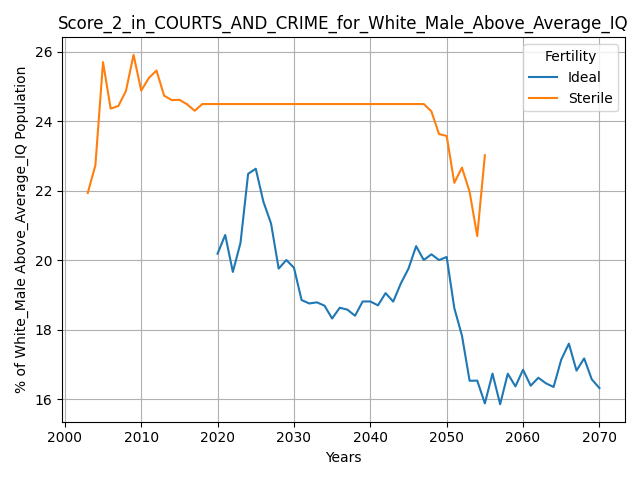 Score_2_in_COURTS_AND_CRIME_for_White_Male_Above_Average_IQ
Fertility
Ideal
Sterile
% of White_Male Above_Average_IQ Population
26
24
22
20
18
16
2000 2010 2020 2030 2040 2050 2060 2070
Years